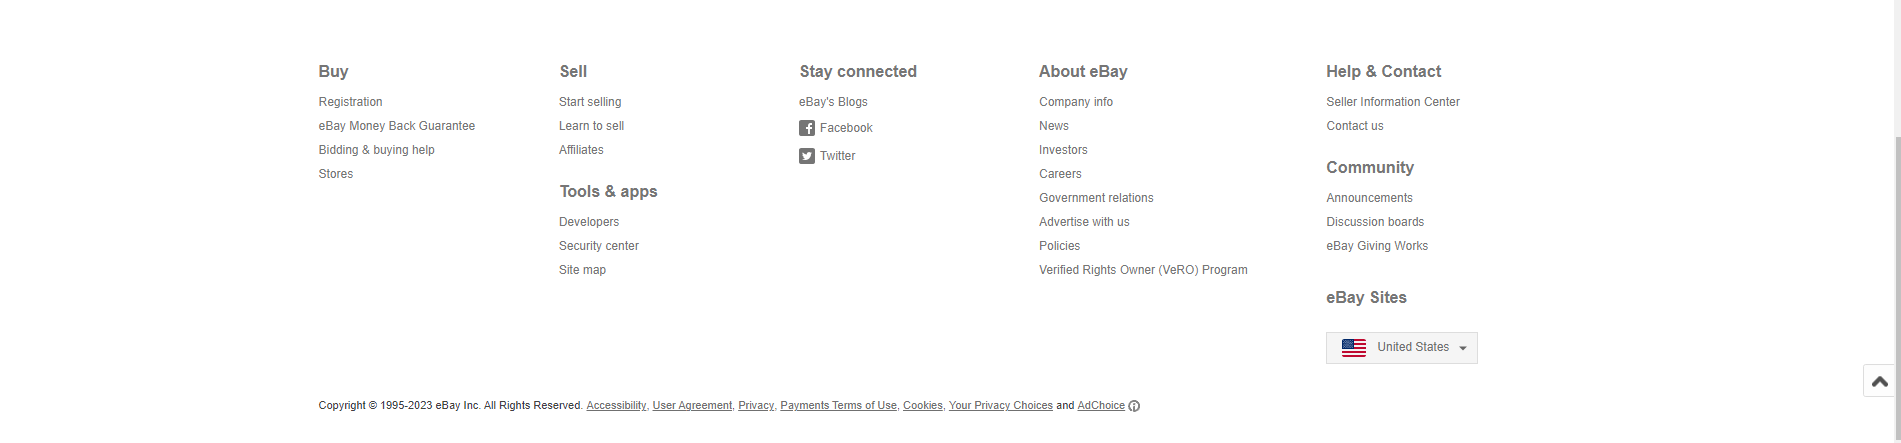 Buy
Registration
eBay Money Back Guarantee
Bidding & buying help
Stores
Sell
Start selling
Learn to sell
Affiliates
Tools & apps
Developers
Security center
Site map
Stay connected
eBay's Blogs
Facebook
Twitter
About eBay
Company info
News
Investors
Careers
Government relations
Advertise with us
Policies
Verified Rights Owner (VeRO) Program
Help & Contact
Seller Information Center
Contact us
Community
Announcements
Discussion boards
eBay Giving Works
eBay Sites
United States
Copyright © 1995-2023 eBay Inc. All Rights Reserved. Accessibility, User Agreement, Privacy, Payments Terms of Use, Cookies, Your Privacy Choices and AdChoice